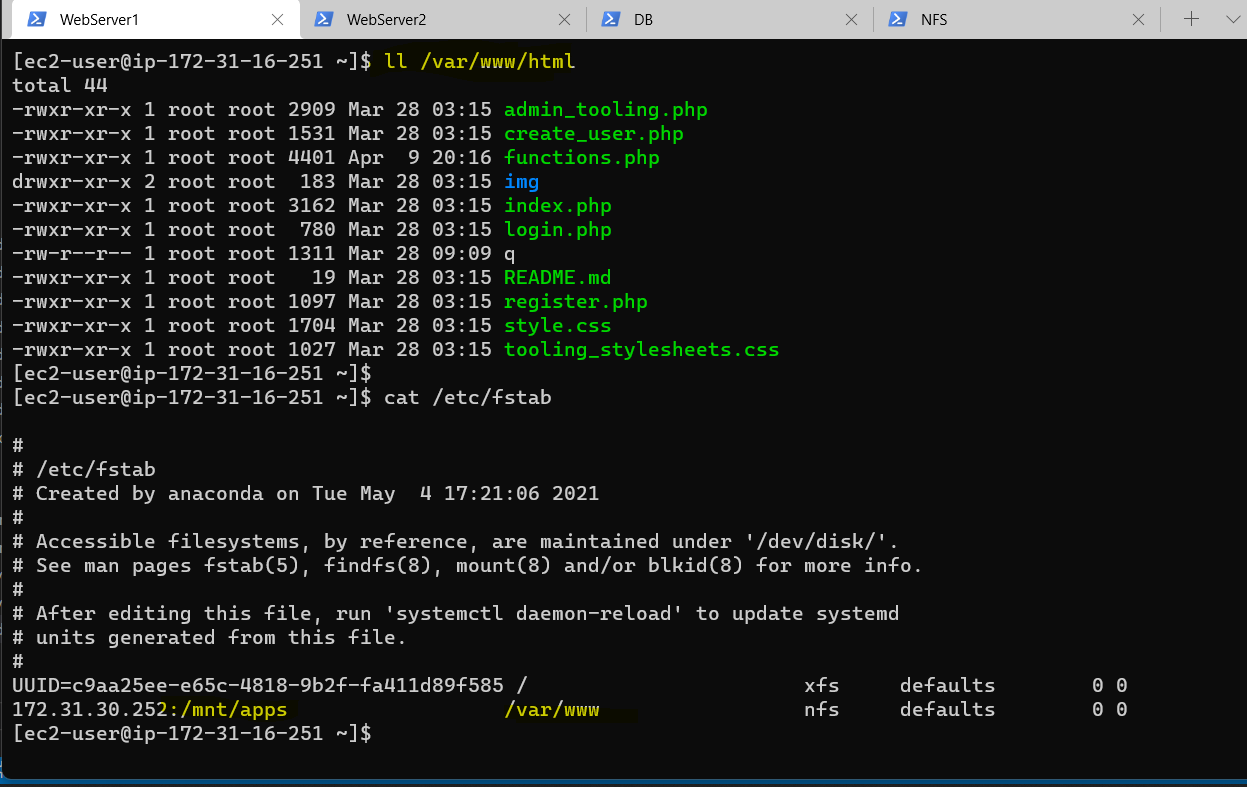 WebServer1 WebServer2 DB NFS
[ec2-user@ip-172-31-16-251 ~]$ ll /var/www/html
total 44
-rwxr-xr-x 1 root root 2909 Mar 28 03:15 admin_tooling.php
-rwxr-xr-x 1 root root 1531 Mar 28 03:15 create_user.php
-rwxr-xr-x 1 root root 4401 Apr  9 20:16 functions.php
drwxr-xr-x 2 root root  183 Mar 28 03:15 img
-rwxr-xr-x 1 root root 3162 Mar 28 03:15 index.php
-rwxr-xr-x 1 root root  780 Mar 28 03:15 login.php
-rw-r--r-- 1 root root 1311 Mar 28 09:09 q
-rwxr-xr-x 1 root root   19 Mar 28 03:15 README.md
-rwxr-xr-x 1 root root 1097 Mar 28 03:15 register.php
-rwxr-xr-x 1 root root 1704 Mar 28 03:15 style.css
-rwxr-xr-x 1 root root 1027 Mar 28 03:15 tooling_stylesheets.css
[ec2-user@ip-172-31-16-251 ~]$
[ec2-user@ip-172-31-16-251 ~]$ cat /etc/fstab
#
# /etc/fstab
# Created by anaconda on Tue May  4 17:21:06 2021
#
# Accessible filesystems, by reference, are maintained under '/dev/disk/'.
# See man pages fstab(5), findfs(8), mount(8) and/or blkid(8) for more info.
#
# After editing this file, run 'systemctl daemon-reload' to update systemd
# units generated from this file.
#
UUID=c9aa25ee-e65c-4818-9b2f-fa411d89f585 /                       xfs     defaults        0 0
172.31.30.252:/mnt/apps                  /var/www                 nfs     defaults        0 0
[ec2-user@ip-172-31-16-251 ~]$